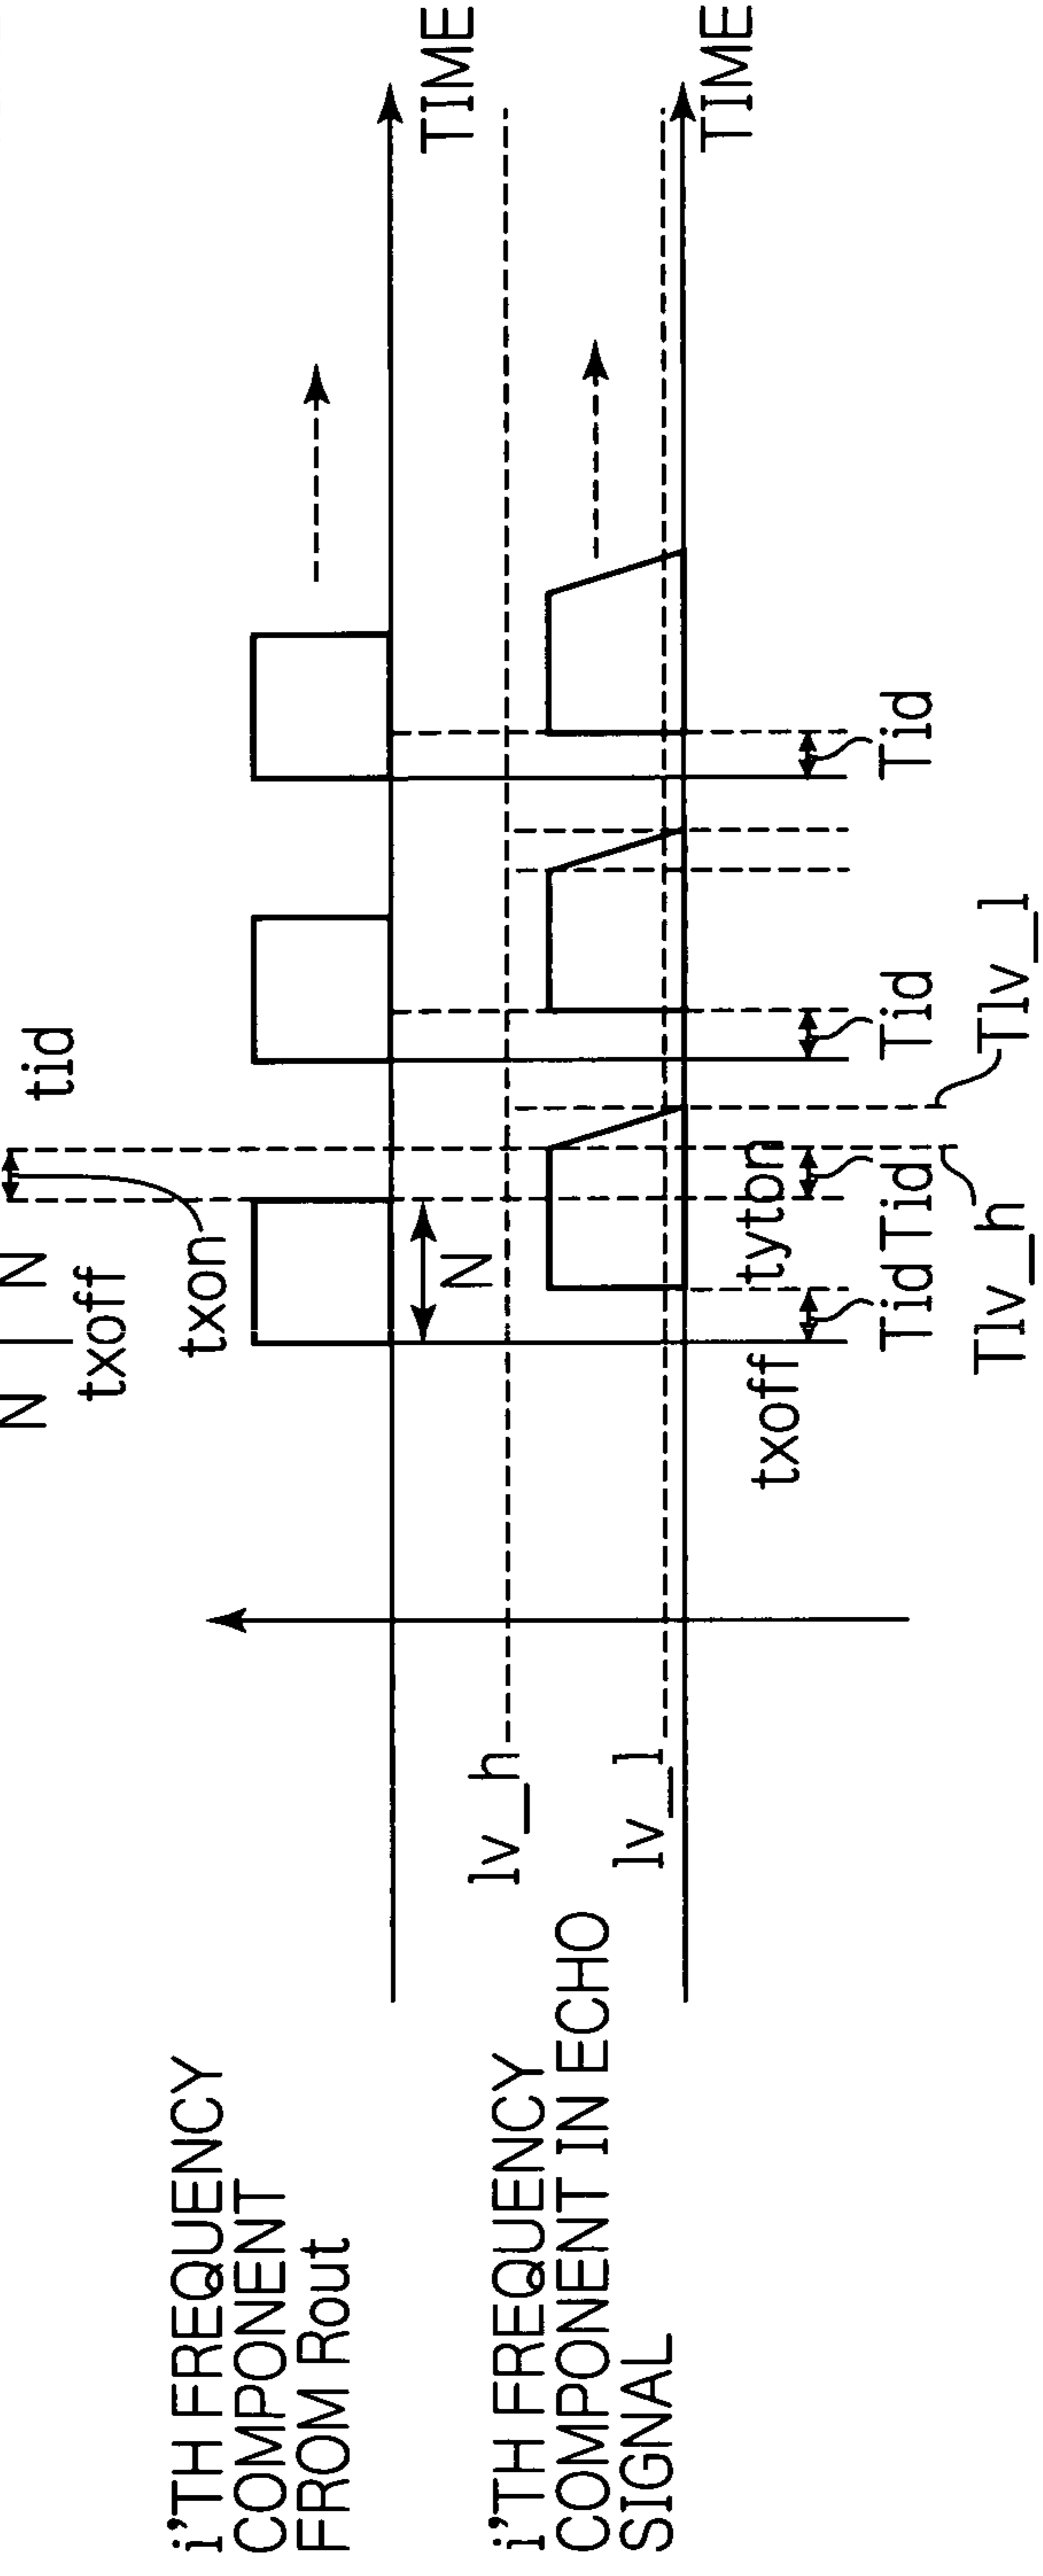 N
N
tid
txoff
txon
i'TH FREQUENCY
COMPONENT
FROM Rout
TIME
N
lv_h
i'TH FREQUENCY
COMPONENT IN ECHO
SIGNAL
lv_l
TIME
txoff
tyton
Tid
Tid
Tid
Tid
Tlv_h
Tlv_l